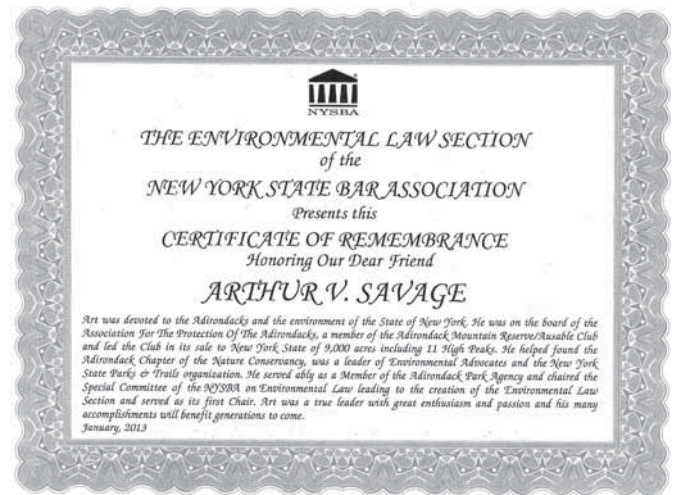 NYSBA
THE ENVIRONMENTAL LAW SECTION
of the
NEW YORK STATE BAR ASSOCIATION
Presents this
CERTIFICATE OF REMEMBRANCE
Honoring Our Dear Friend
ARTHUR V. SAVAGE
Art was devoted to the Adirondacks and the environment of the State of New York. He was on the board of the
Association For The Protection Of The Adirondacks, a member of the Adirondack Mountain Reserve/Ausable Club
and led the Club in its sale to New York State of 9,000 acres including 11 High Peaks. He helped found the
Adirondack Chapter of the Nature Conservancy, was a leader of Environmental Advocates and the New York
State Parks & Trails organization. He served ably as a Member of the Adirondack Park Agency and chaired the
Special Committee of the NYSBA on Environmental Law leading to the creation of the Environmental Law
Section and served as its first Chair. Art was a true leader with great enthusiasm and passion and his many
accomplishments will benefit generations to come.
January, 2013